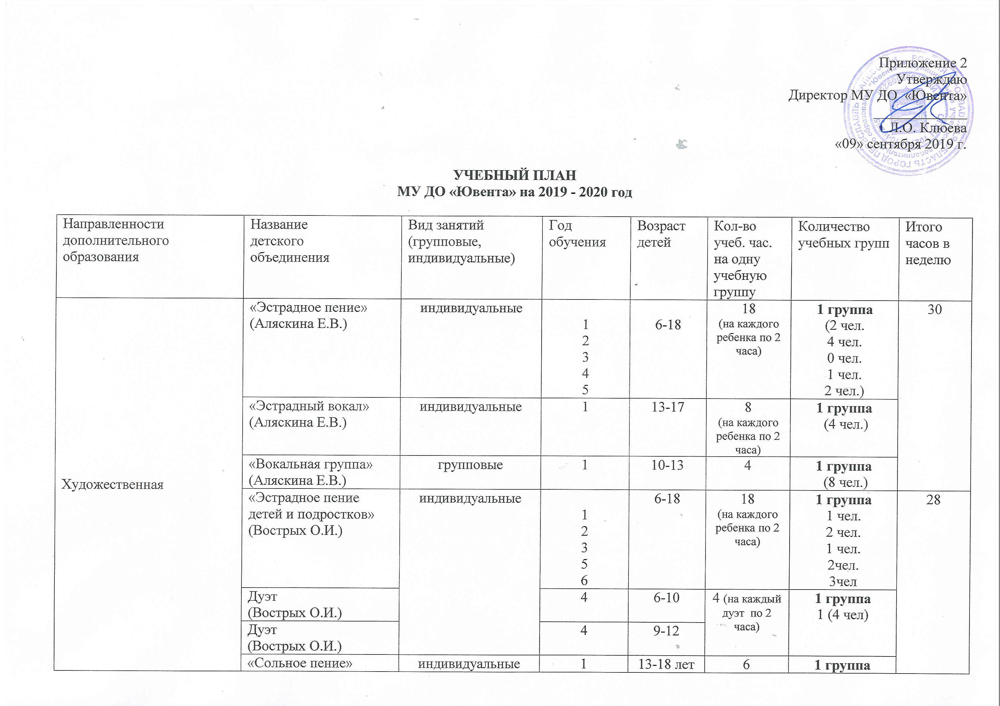 Приложение 2
Утверждаю
Директор МУ ДО «Ювента»
Л.О. Клюева
«09» сентября 2019 г.
УЧЕБНЫЙ ПЛАН
МУ ДО «Ювента» на 2019 - 2020 год
Направленности
дополнительного
образования
Название
детского
объединения
Вид занятий
(групповые,
индивидуальные)
Год
обучения
Возраст
детей
Кол-во
учеб. час.
на одну
учебную
группу
Количество
учебных групп
Итого
часов в
неделю
Художественная
«Эстрадное пение»
(Аляскина Е.В.)
индивидуальные
1
2
3
4
5
6-18
18
(на каждого
ребенка по 2
часа)
1 группа
(2 чел.
4 чел.
0 чел.
1 чел.
2 чел.)
30
«Эстрадный вокал»
(Аляскина Е.В.)
индивидуальные
1
13-17
8
(на каждого
ребенка по 2
часа)
1 группа
(4 чел.)
«Вокальная группа»
(Аляскина Е.В.)
групповые
1
10-13
4
1 группа
(8 чел.)
«Эстрадное пение
детей и подростков»
(Вострых О.И.)
индивидуальные
1
2
3
5
6
6-18
18
(на каждого
ребенка по 2
часа)
1 группа
1 чел.
2 чел.
1 чел.
2чел.
3чел
28
Дуэт
(Вострых О.И.)
4
6-10
4 (на каждый
дуэт по 2
часа)
1 группа
1 (4 чел)
Дуэт
(Вострых О.И.)
4
9-12
«Сольное пение»
индивидуальные
1
13-18 лет
6
1 группа